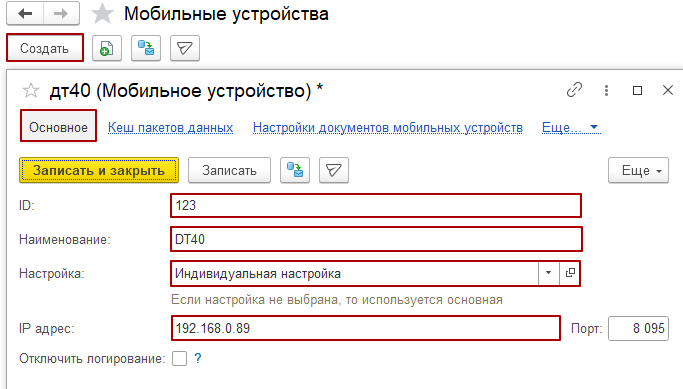 Мобильные устройства
Создать
дт40 (Мобильное устройство) *
Основное Кеш пакетов данных Настройки документов мобильных устройств Еще...
Записать и закрыть Записать Еще
ID: 123
Наименование: DT40
Настройка: Индивидуальная настройка
Если настройка не выбрана, то используется основная
IP адрес: 192.168.0.89 Порт: 8 095
Отключить логирование: ?